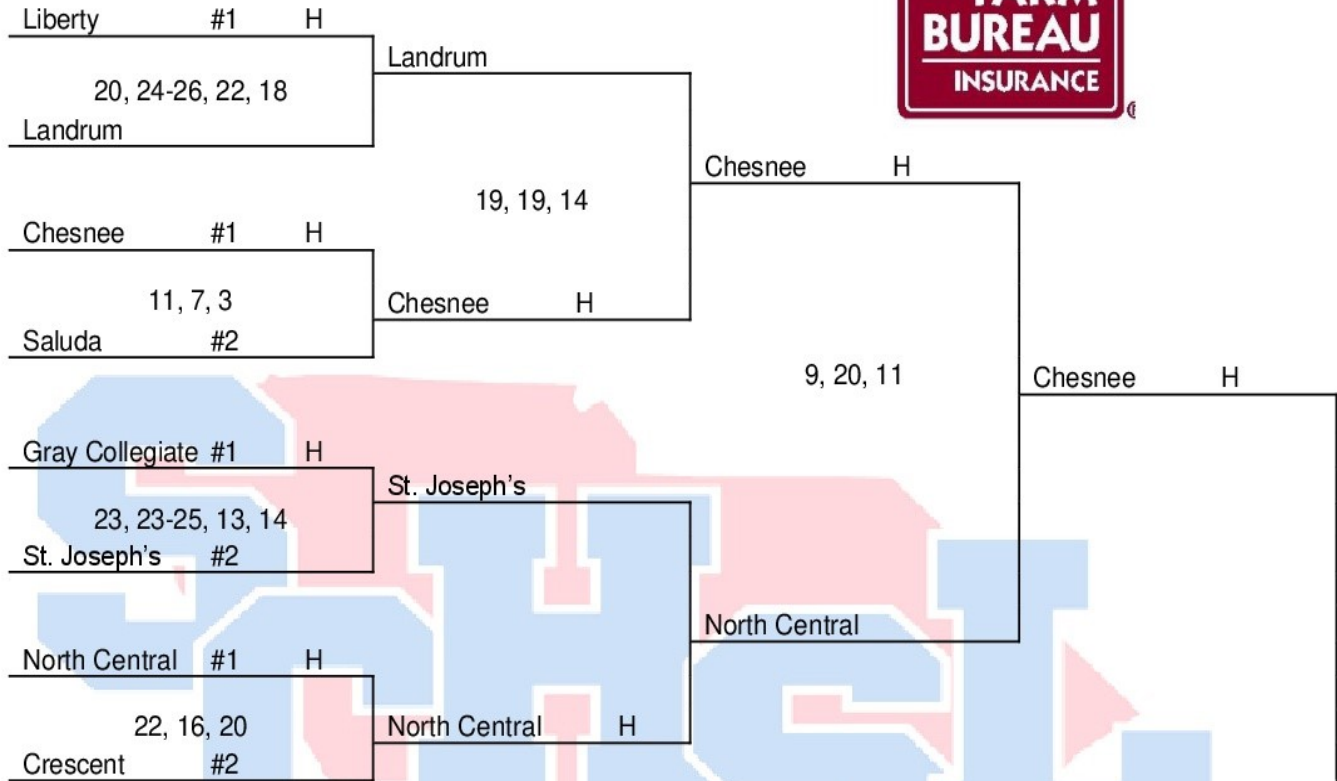 Liberty #1 H
20, 24-26, 22, 18
Landrum
Landrum
Chesnee #1 H
11, 7, 3
Saluda #2
Chesnee H
19, 19, 14
Chesnee H
Gray Collegiate #1 H
23, 23-25, 13, 14
St. Joseph's #2
St. Joseph's
North Central #1 H
22, 16, 20
Crescent #2
North Central H
North Central
9, 20, 11
Chesnee H
FARM
BUREAU
INSURANCE
®
SCHSL